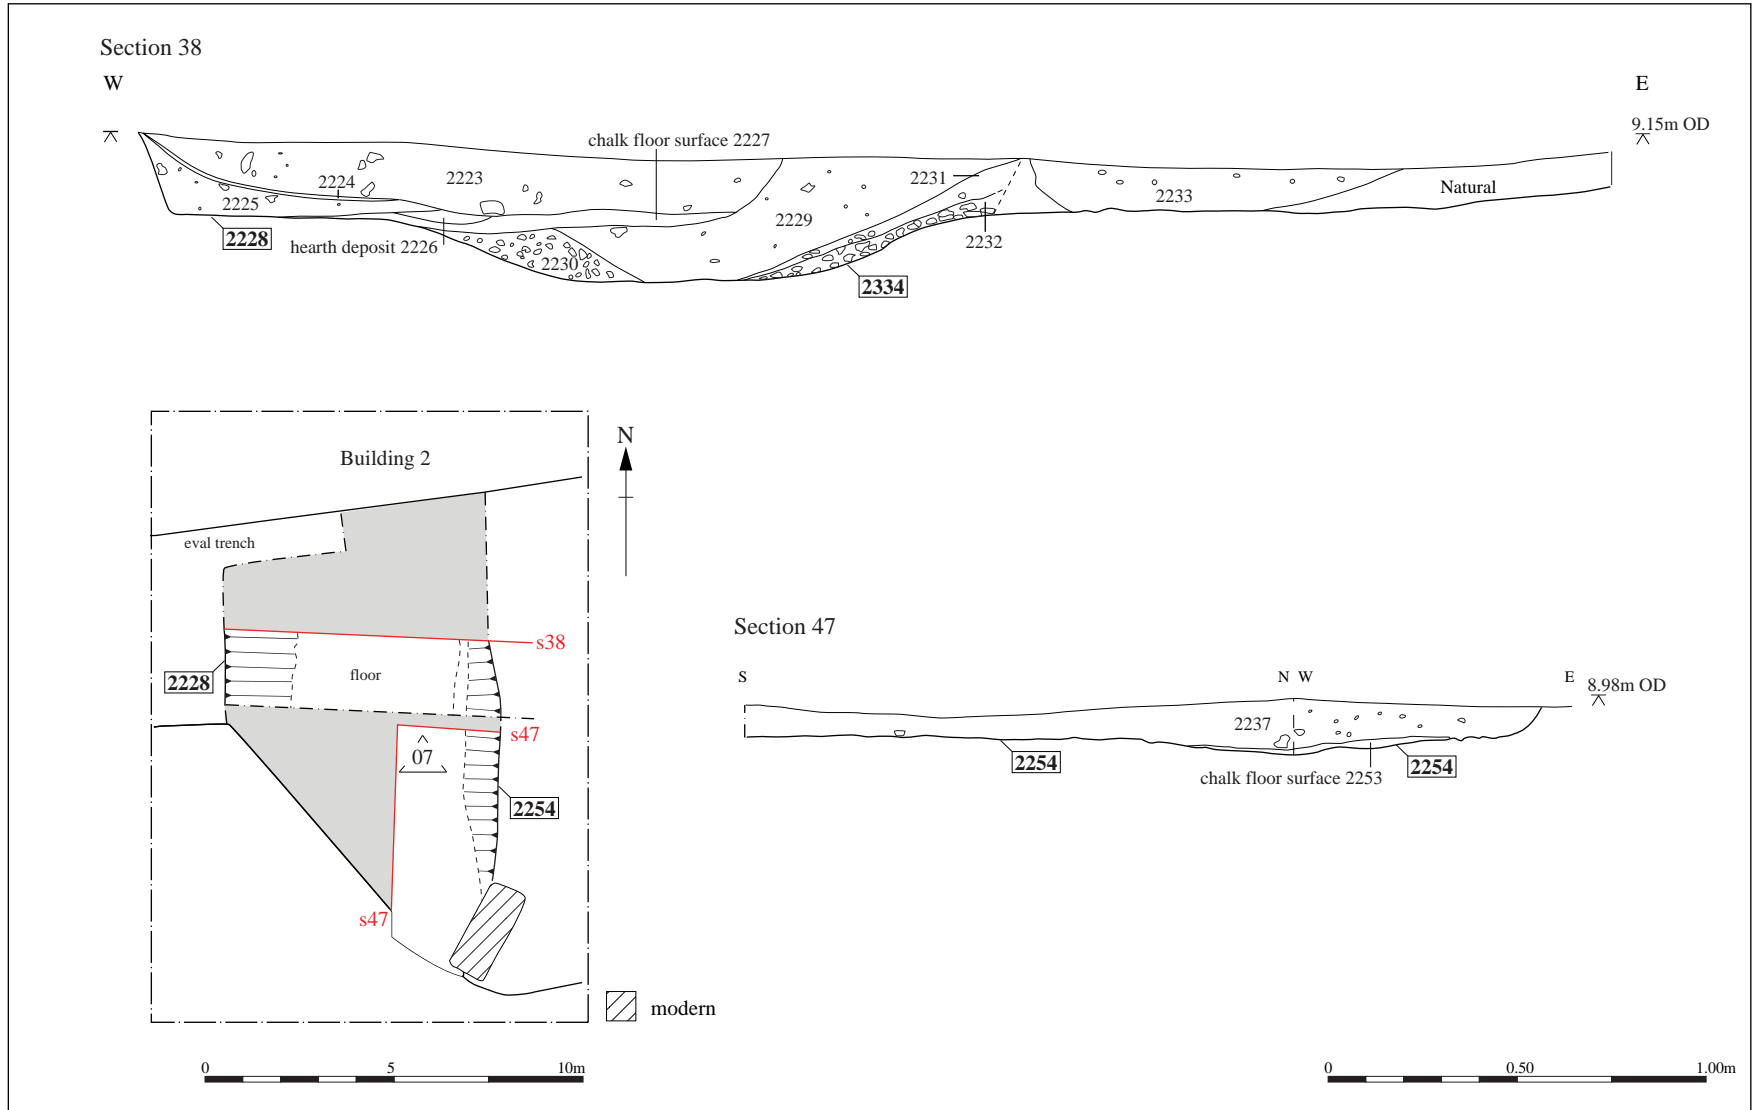 Section 38
W
E
9.15m OD
chalk floor surface 2227
2224
2223
2231
2225
2233
Natural
2229
2228
hearth deposit 2226
2232
2230
2334
Building 2
N
eval trench
s38
2228
floor
s47
07
2254
s47
modern
0 5 10m
Section 47
S
N W
E
8.98m OD
2237
2254
chalk floor surface 2253
2254
0 0.50 1.00m